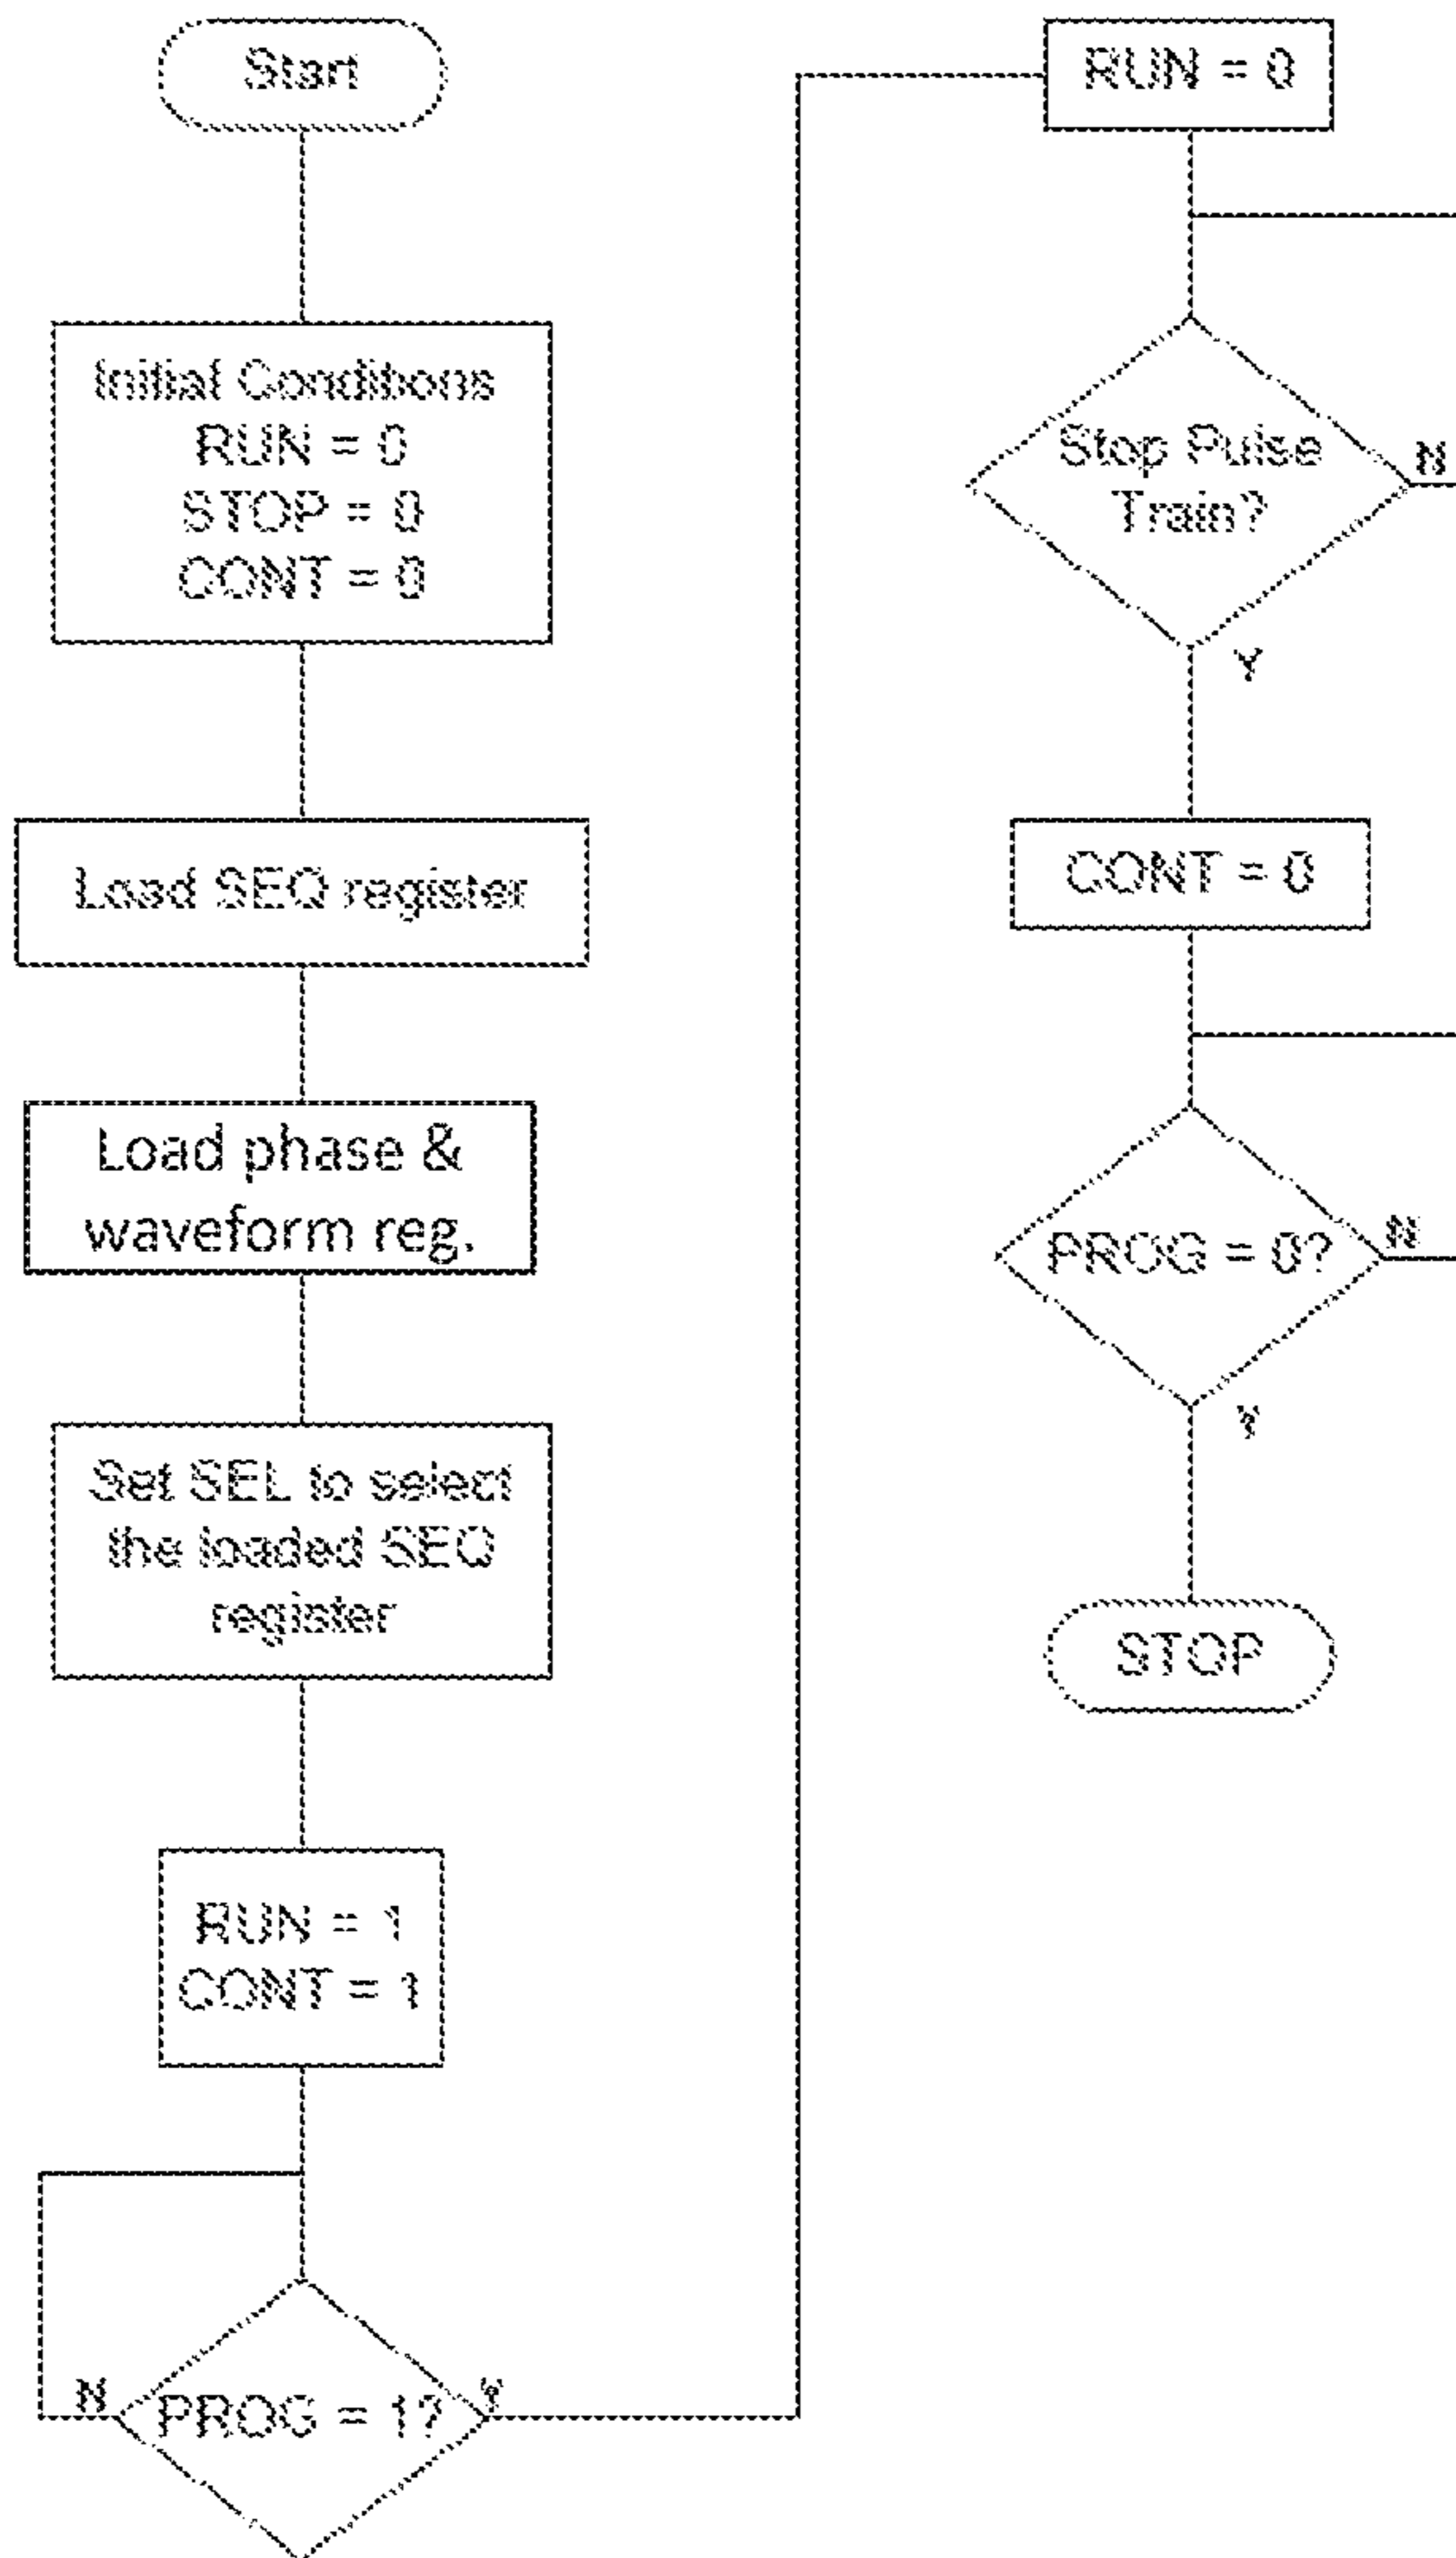 Start
Initial Conditions
RUN = 0
STOP = 0
CONT = 0
Load SEQ register
Load phase &
waveform reg.
Set SEL to select
the loaded SEQ
register
RUN = 1
CONT = 1
N
PROG = 1?
Y
RUN = 0
Stop Pulse
Train?
N
Y
CONT = 0
PROG = 0?
N
Y
STOP